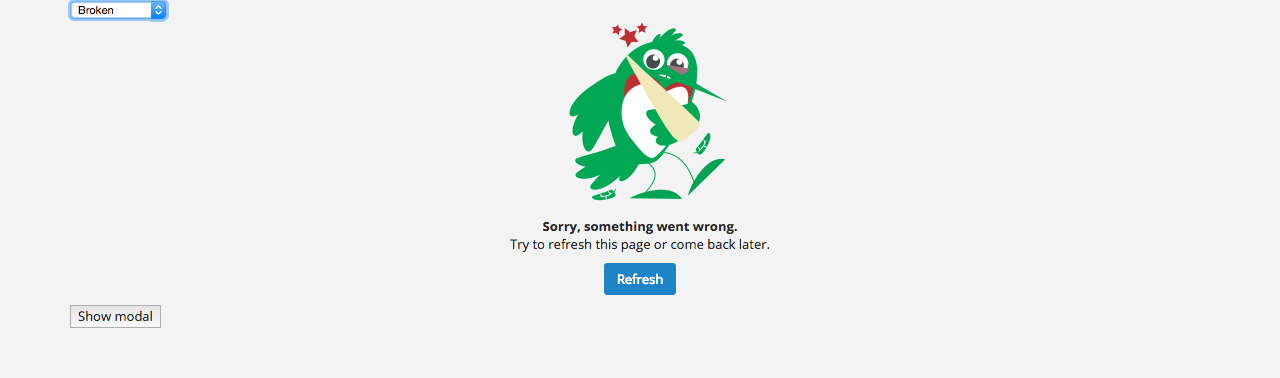 Broken
Sorry, something went wrong.
Try to refresh this page or come back later.
Refresh
Show modal